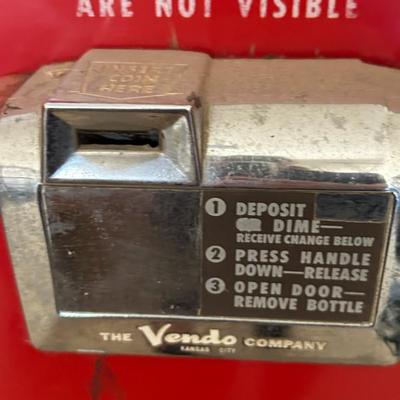 ARE NOT VISIBLE
INSERT
COIN
HERE
1 DEPOSIT
OR DIME—
RECEIVE CHANGE BELOW
2 PRESS HANDLE
DOWN—RELEASE
3 OPEN DOOR—
REMOVE BOTTLE
THE Vendo COMPANY
KANSAS CITY